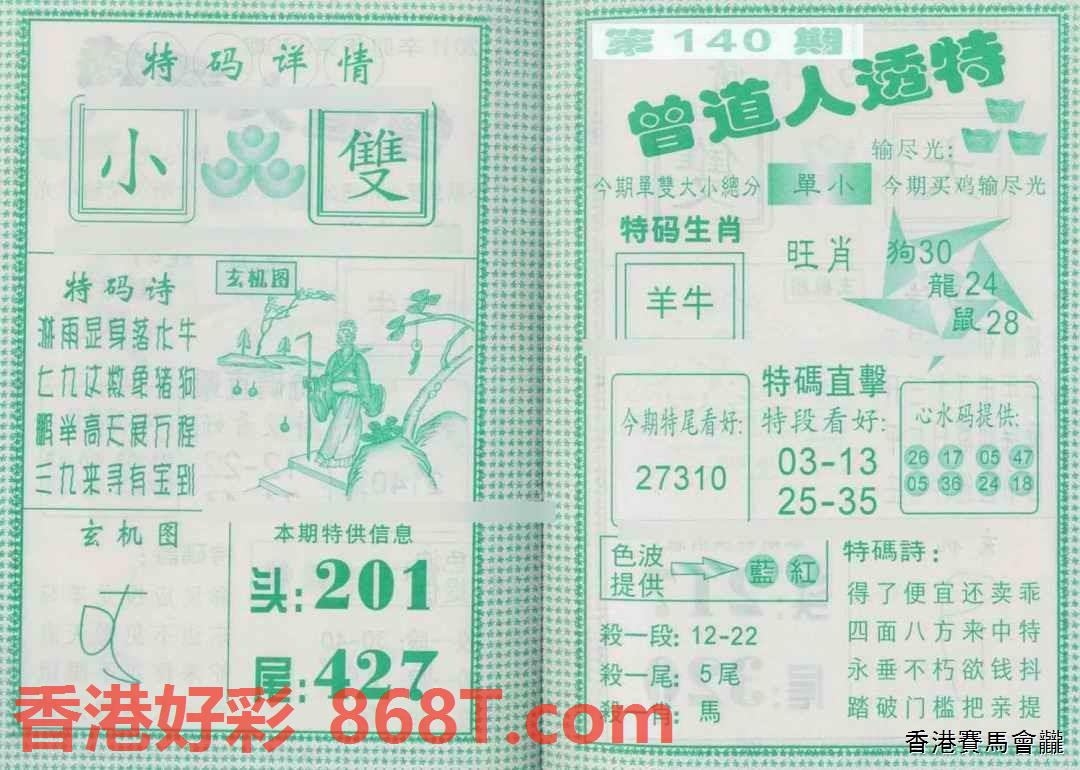 特码详情
小
雙
特码诗
淋雨显身落水牛
七九边数象猪狗
鹏举高天展万程
三九来寻有宝到
玄机图
玄机图
本期特供信息
头:201
尾:427
第140期
曾道人透特
输尽光:
今期單雙大小總分
單小
今期买鸡输尽光
特码生肖
羊牛
旺肖
狗30
龍24
鼠28
今期特尾看好:
27310
特碼直擊
特段看好:
03-13
25-35
心水码提供:
26 17 05 47
05 36 24 18
色波
提供
藍 紅
殺一段: 12-22
殺一尾: 5尾
殺一肖: 馬
特碼詩:
得了便宜还卖乖
四面八方来中特
永垂不朽欲钱抖
踏破门槛把亲提
香港好彩 868T.com
香港賽馬會